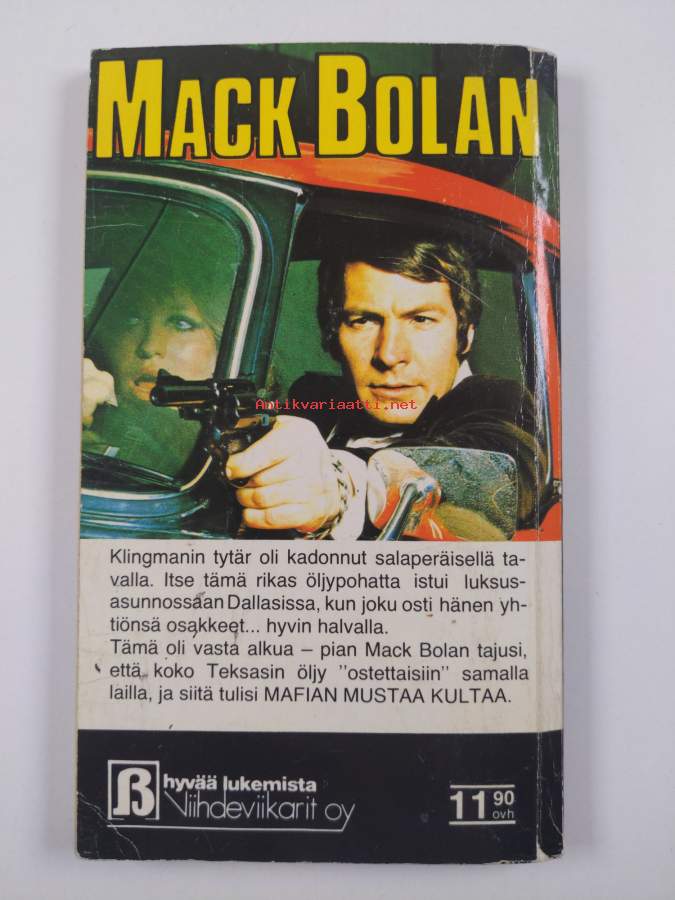 MACK BOLAN
Antikvariaatti.net
Klingmanin tytär oli kadonnut salaperäisellä ta-
valla. Itse tämä rikas öljypohatta istui luksus-
asunnossaan Dallasissa, kun joku osti hänen yh-
tiönsä osakkeet... hyvin halvalla.
Tämä oli vasta alkua – pian Mack Bolan tajusi,
että koko Teksasin öljy "ostettaisiin" samalla
lailla, ja siitä tulisi MAFIAN MUSTAA KULTAA.
hyvää lukemista
Viihdeviikarit oy
11 90
ovh